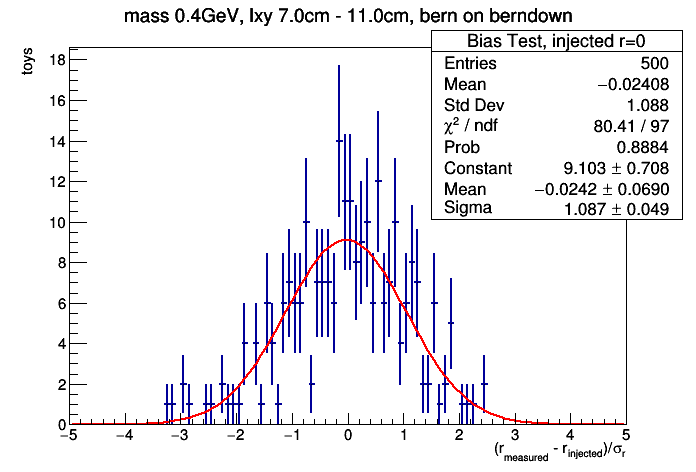 mass 0.4GeV, lxy 7.0cm - 11.0cm, bern on berndown
Bias Test, injected r=0
Entries 500
Mean −0.02408
Std Dev 1.088
χ² / ndf 80.41 / 97
Prob 0.8884
Constant 9.103 ± 0.708
Mean −0.0242 ± 0.0690
Sigma 1.087 ± 0.049
toys
18
16
14
12
10
8
6
4
2
0
−5 −4 −3 −2 −1 0 1 2 3 4 5
(r_measured - r_injected)/σ_r